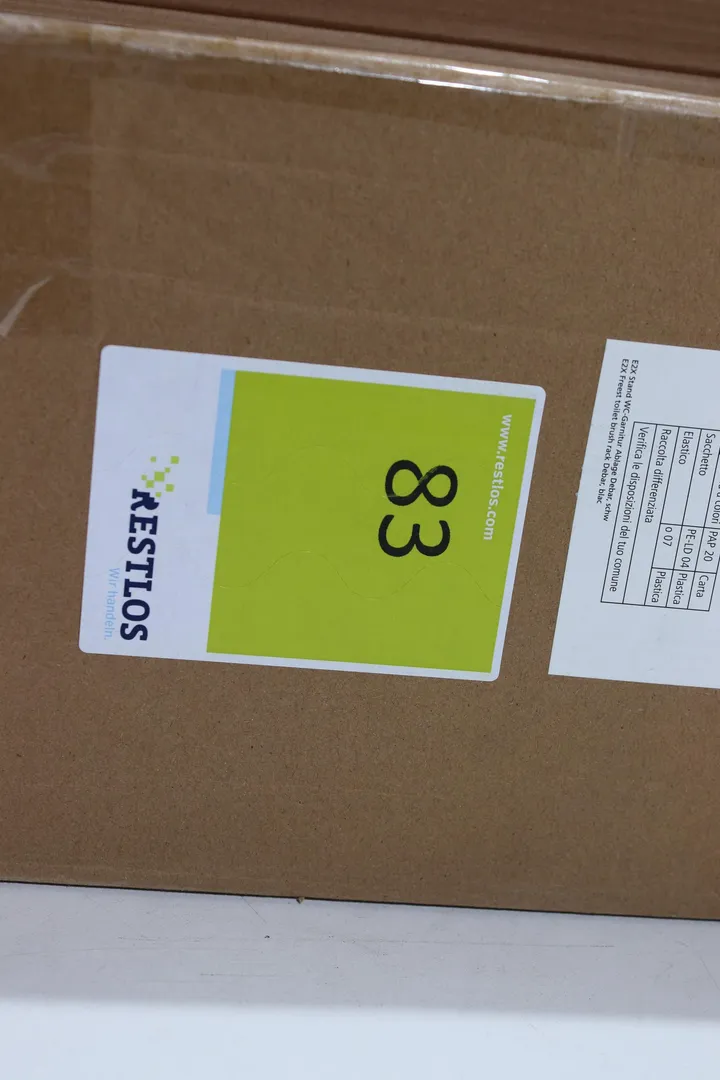 www.restlos.com
83
RESTLOS
Wir handeln.
PAP 20
Carta
Sacchetto
PE-LD 04
Plastica
Elastico
o 07
Plastica
Raccolta differenziata
Verifica le disposizioni del tuo comune
E2X Stand WC-Garnitur Ablage Debar, schw
E2X Freest toilet brush rack Debar, blac